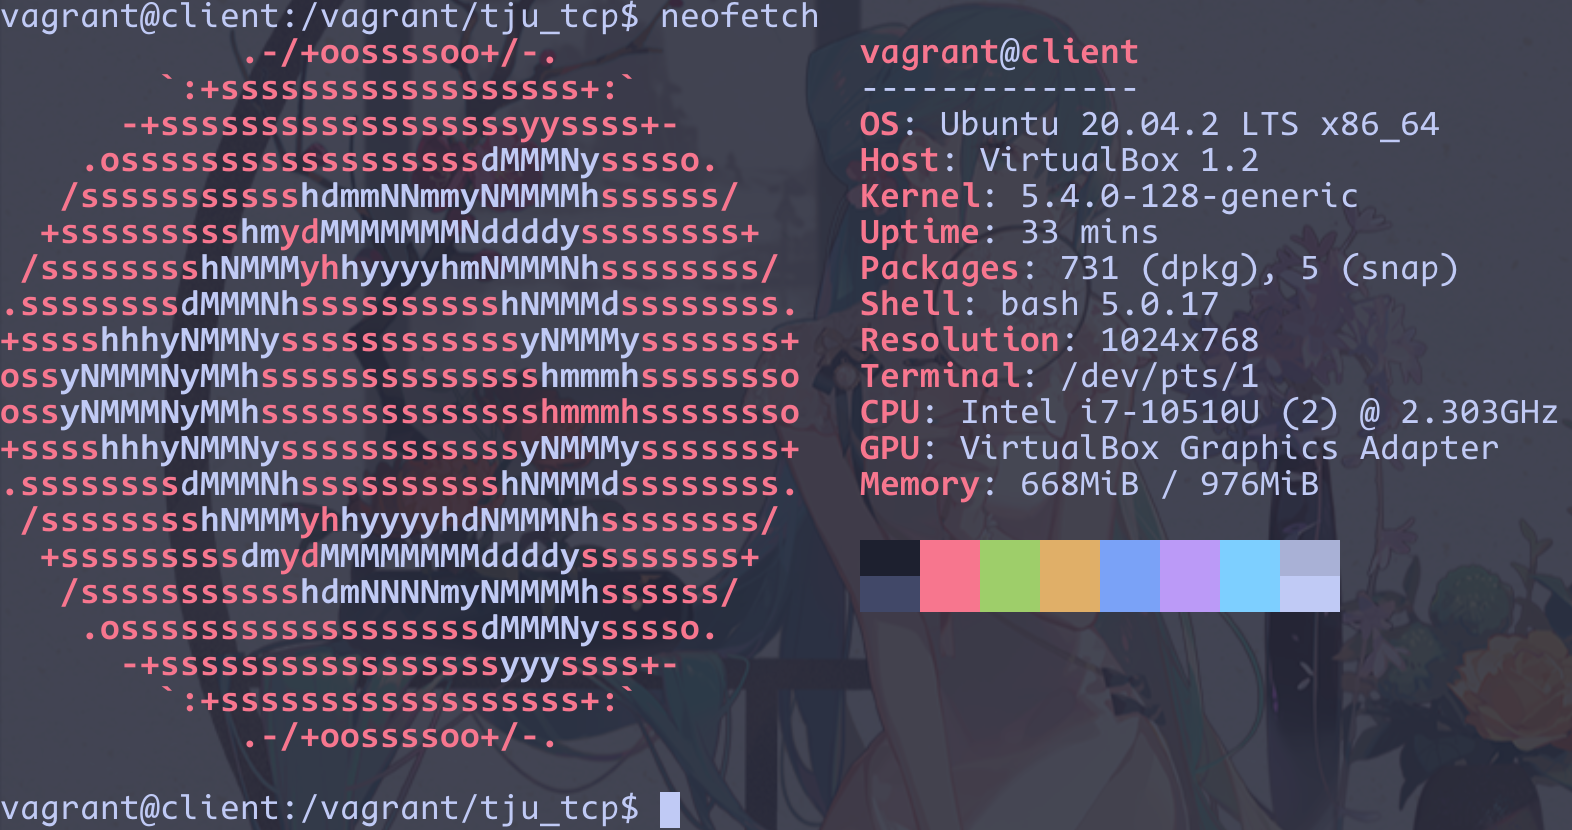 vagrant@client:/vagrant/tju_tcp$ neofetch
            .-/+oossssoo+/-.               vagrant@client
        `:+ssssssssssssssssss+:`           --------------
      -+ssssssssssssssssssyyssss+-         OS: Ubuntu 20.04.2 LTS x86_64
    .ossssssssssssssssssdMMMNysssso.       Host: VirtualBox 1.2
   /ssssssssssshdmmNNmmyNMMMMhssssss/      Kernel: 5.4.0-128-generic
  +ssssssssshmydMMMMMMMNddddyssssssss+     Uptime: 33 mins
 /sssssssshNMMMyhhyyyyhmNMMMNhssssssss/    Packages: 731 (dpkg), 5 (snap)
.ssssssssdMMMNhsssssssssshNMMMdssssssss.   Shell: bash 5.0.17
+sssshhhyNMMNyssssssssssssyNMMMysssssss+   Resolution: 1024x768
ossyNMMMNyMMhsssssssssssssshmmmhssssssso   Terminal: /dev/pts/1
ossyNMMMNyMMhsssssssssssssshmmmhssssssso   CPU: Intel i7-10510U (2) @ 2.303GHz
+sssshhhyNMMNyssssssssssssyNMMMysssssss+   GPU: VirtualBox Graphics Adapter
.ssssssssdMMMNhsssssssssshNMMMdssssssss.   Memory: 668MiB / 976MiB
 /sssssssshNMMMyhhyyyyhdNMMMNhssssssss/
  +sssssssssdmydMMMMMMMMddddyssssssss+
   /ssssssssssshdmNNNNmyNMMMMhssssss/
    .ossssssssssssssssssdMMMNysssso.
      -+sssssssssssssssssyyyssss+-
        `:+ssssssssssssssssss+:`
            .-/+oossssoo+/-.
vagrant@client:/vagrant/tju_tcp$